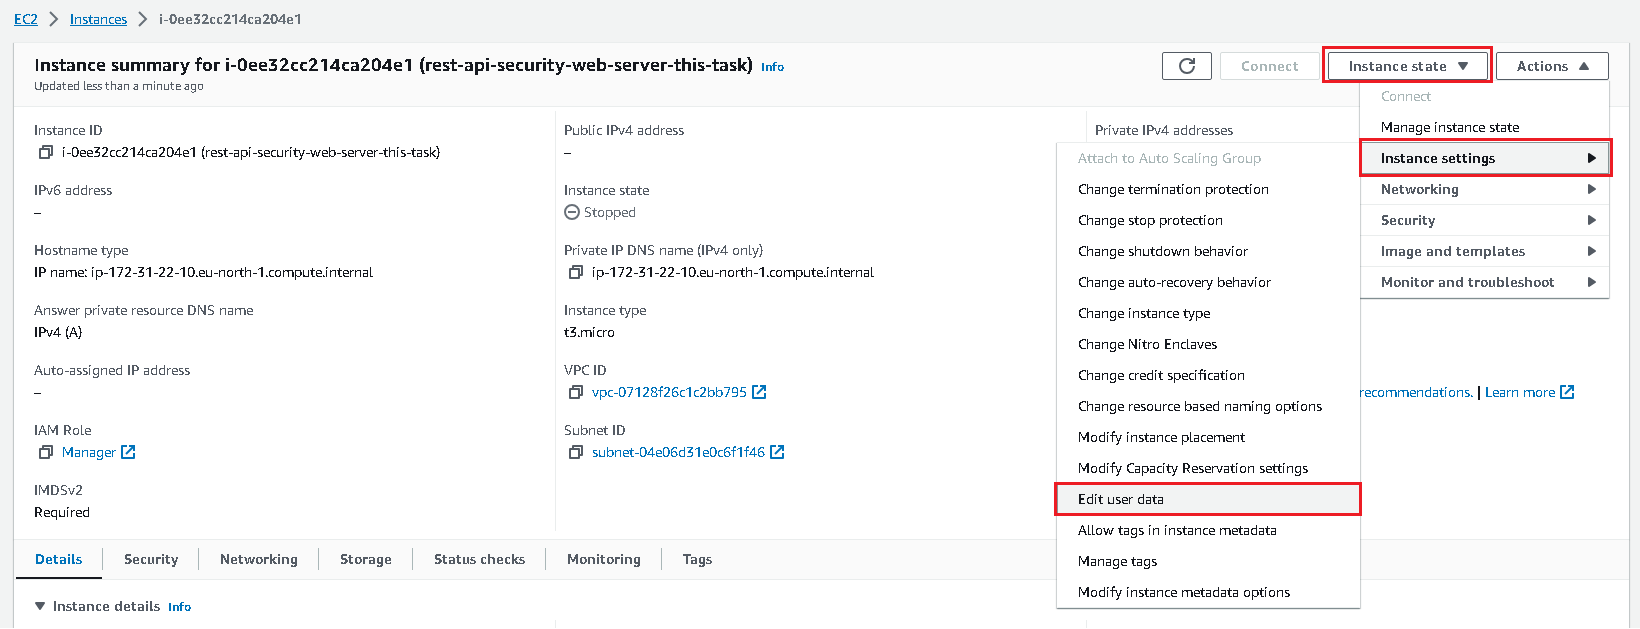 EC2 Instances i-0ee32cc214ca204e1
Instance summary for i-0ee32cc214ca204e1 (rest-api-security-web-server-this-task) Info
Updated less than a minute ago
Connect
Instance state
Actions
Instance ID
i-0ee32cc214ca204e1 (rest-api-security-web-server-this-task)
IPv6 address
–
Hostname type
IP name: ip-172-31-22-10.eu-north-1.compute.internal
Answer private resource DNS name
IPv4 (A)
Auto-assigned IP address
–
IAM Role
Manager
IMDSv2
Required
Public IPv4 address
–
Instance state
Stopped
Private IP DNS name (IPv4 only)
ip-172-31-22-10.eu-north-1.compute.internal
Instance type
t3.micro
VPC ID
vpc-07128f26c1c2bb795
Subnet ID
subnet-04e06d31e0c6f1f46
Private IPv4 addresses
recommendations. | Learn more
Connect
Manage instance state
Instance settings
Networking
Security
Image and templates
Monitor and troubleshoot
Attach to Auto Scaling Group
Change termination protection
Change stop protection
Change shutdown behavior
Change auto-recovery behavior
Change instance type
Change Nitro Enclaves
Change credit specification
Change resource based naming options
Modify instance placement
Modify Capacity Reservation settings
Edit user data
Allow tags in instance metadata
Manage tags
Modify instance metadata options
Details Security Networking Storage Status checks Monitoring Tags
Instance details Info